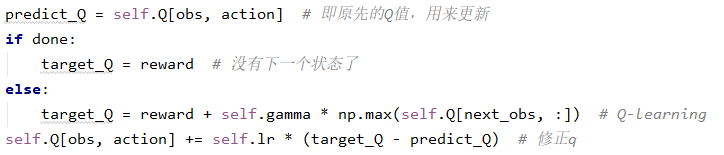 predict_Q = self.Q[obs, action]  # 即原先的Q值，用来更新
if done:
    target_Q = reward  # 没有下一个状态了
else:
    target_Q = reward + self.gamma * np.max(self.Q[next_obs, :])  # Q-learning
self.Q[obs, action] += self.lr * (target_Q - predict_Q)  # 修正q